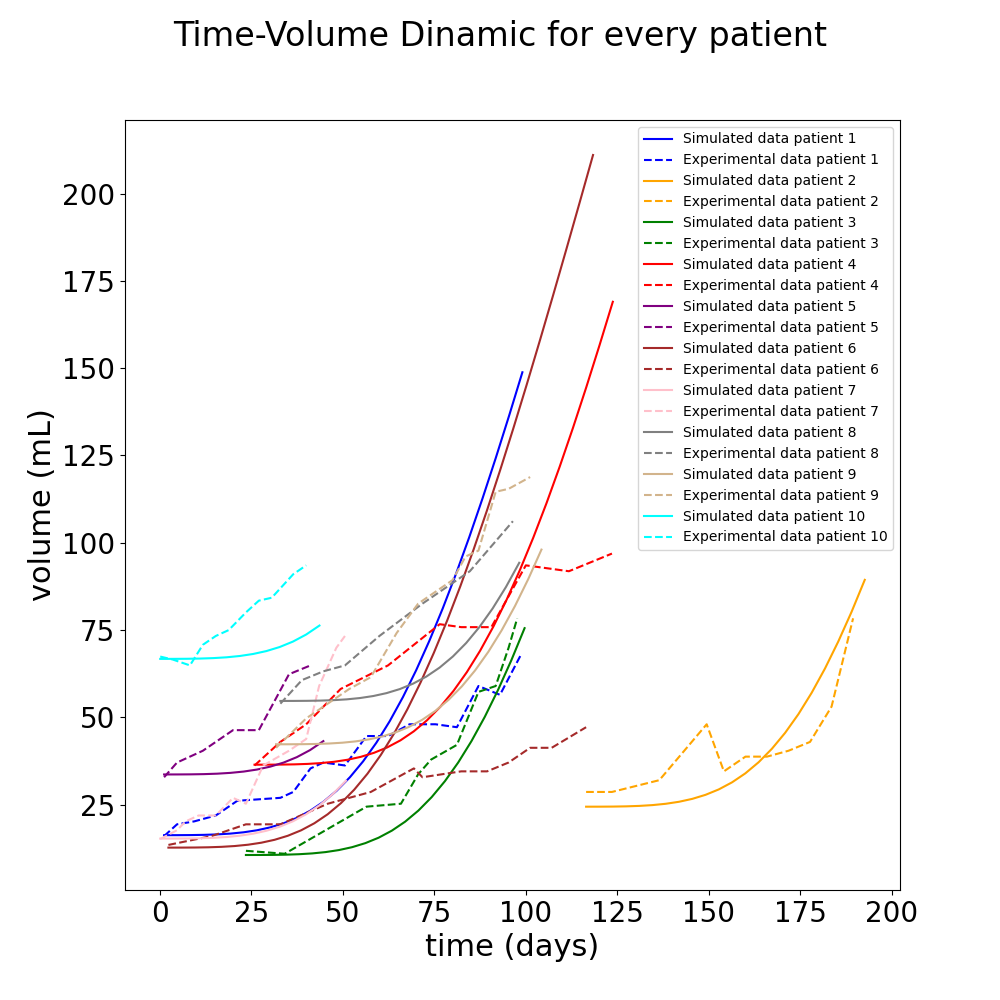 Time-Volume Dinamic for every patient
Simulated data patient 1
Experimental data patient 1
Simulated data patient 2
Experimental data patient 2
Simulated data patient 3
Experimental data patient 3
Simulated data patient 4
Experimental data patient 4
Simulated data patient 5
Experimental data patient 5
Simulated data patient 6
Experimental data patient 6
Simulated data patient 7
Experimental data patient 7
Simulated data patient 8
Experimental data patient 8
Simulated data patient 9
Experimental data patient 9
Simulated data patient 10
Experimental data patient 10
volume (mL)
200
175
150
125
100
75
50
25
0 25 50 75 100 125 150 175 200
time (days)